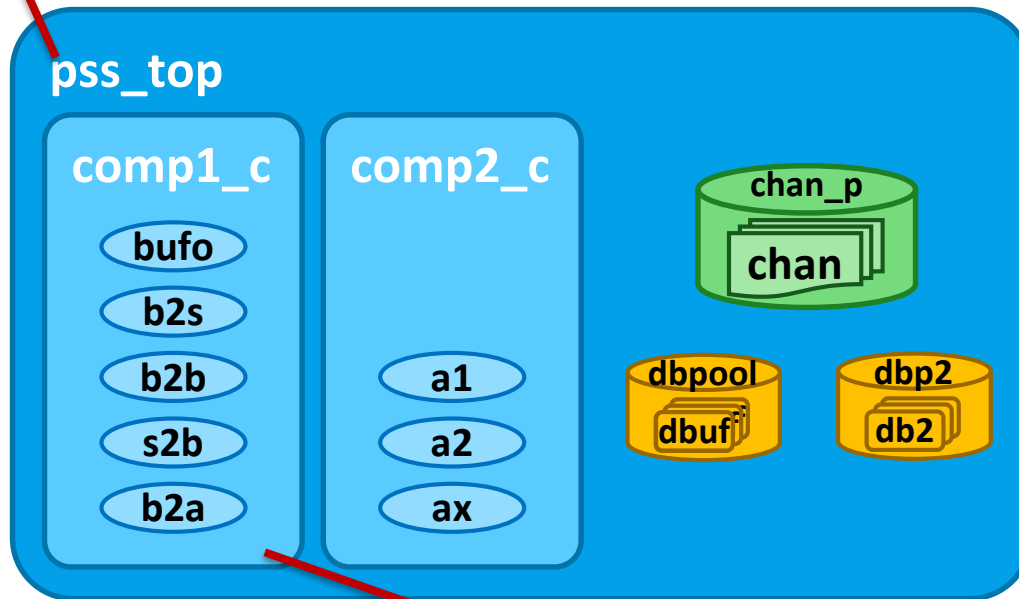 pss_top
comp1_c
bufo
b2s
b2b
s2b
b2a
comp2_c
a1
a2
ax
chan_p
chan
dbpool
dbuf
dbp2
db2